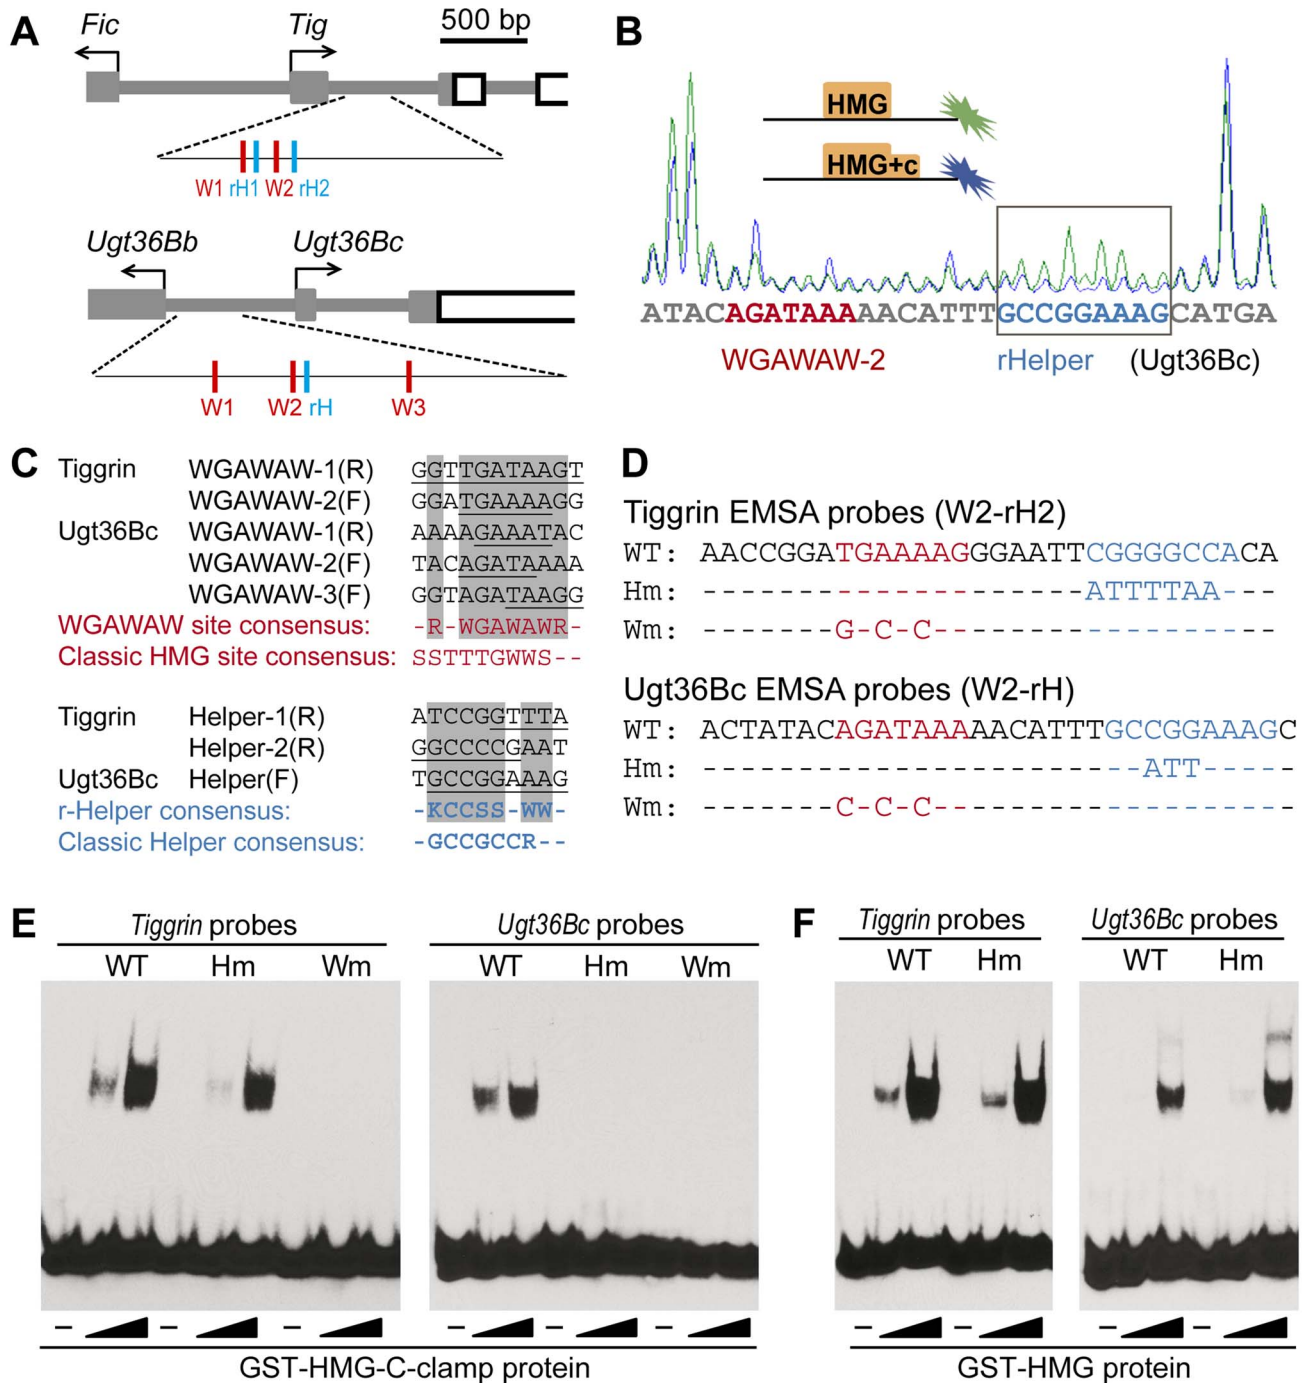 A
Fic
Tig
500 bp
W1 rH1 W2 rH2
Ugt36Bb
Ugt36Bc
W1 W2 rH W3
B
HMG
HMG+c
ATACAGATAAAAACATTTGCCGGAAAGCATGA
WGAWAW-2 rHelper (Ugt36Bc)
C
Tiggrin WGAWAW-1(R) GGTTGATAAGT
WGAWAW-2(F) GGATGAAAAGG
Ugt36Bc WGAWAW-1(R) AAAAGAAATAC
WGAWAW-2(F) TACAGATAAAA
WGAWAW-3(F) GGTAGATAAGG
WGAWAW site consensus: -R-WGAWAWR-
Classic HMG site consensus: SSTTTGWWS--
Tiggrin Helper-1(R) ATCCGGTTTA
Helper-2(R) GGCCCCGAAT
Ugt36Bc Helper(F) TGCCGGAAAG
r-Helper consensus: -KCCSS-WW-
Classic Helper consensus: -GCCGCCR--
D
Tiggrin EMSA probes (W2-rH2)
WT: AACCGGATGAAAAGGGAATTCGGGGCCACA
Hm: --------------------ATTTTAA---
Wm: -------G-C-C------------------
Ugt36Bc EMSA probes (W2-rH)
WT: ACTATACAGATAAAAACATTTGCCGGAAAGC
Hm: -----------------------ATT-----
Wm: -------C-C-C-------------------
E
Tiggrin probes
WT Hm Wm
Ugt36Bc probes
WT Hm Wm
– – – – – –
GST-HMG-C-clamp protein
F
Tiggrin probes
WT Hm
Ugt36Bc probes
WT Hm
– – – –
GST-HMG protein